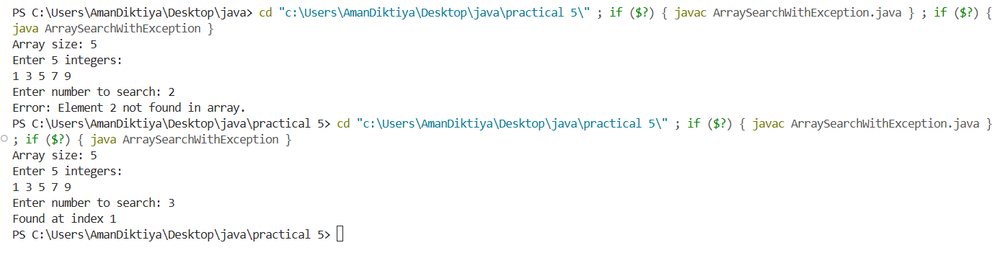 PS C:\Users\AmanDiktiya\Desktop\java> cd "c:\Users\AmanDiktiya\Desktop\java\practical 5\" ; if ($?) { javac ArraySearchWithException.java } ; if ($?) {
java ArraySearchWithException }
Array size: 5
Enter 5 integers:
1 3 5 7 9
Enter number to search: 2
Error: Element 2 not found in array.
PS C:\Users\AmanDiktiya\Desktop\java\practical 5> cd "c:\Users\AmanDiktiya\Desktop\java\practical 5\" ; if ($?) { javac ArraySearchWithException.java }
; if ($?) { java ArraySearchWithException }
Array size: 5
Enter 5 integers:
1 3 5 7 9
Enter number to search: 3
Found at index 1
PS C:\Users\AmanDiktiya\Desktop\java\practical 5>